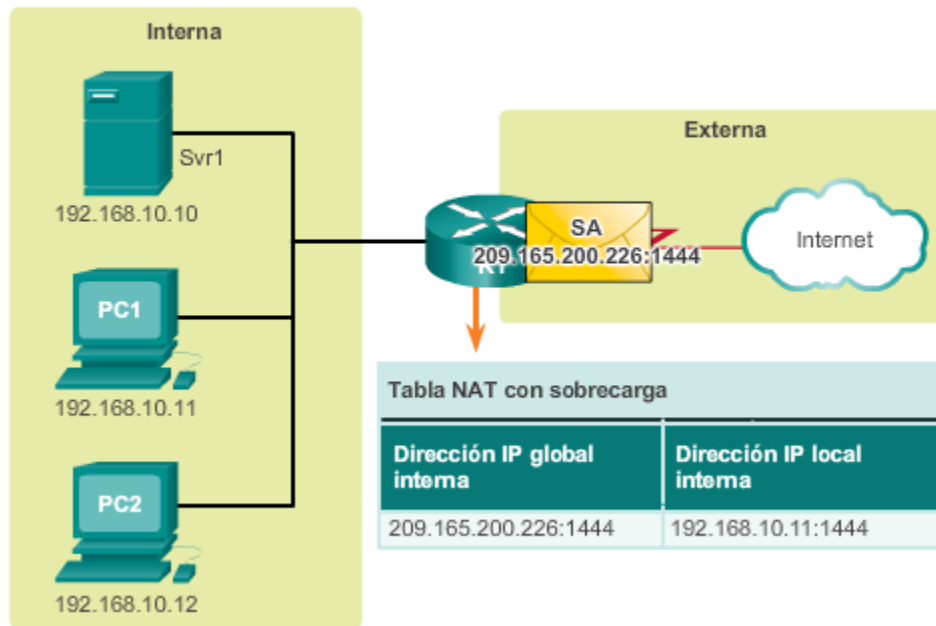 Interna
Svr1
192.168.10.10
PC1
192.168.10.11
PC2
192.168.10.12
Externa
SA
209.165.200.226:1444
R1
Internet
Tabla NAT con sobrecarga
Dirección IP global
interna
Dirección IP local
interna
209.165.200.226:1444
192.168.10.11:1444